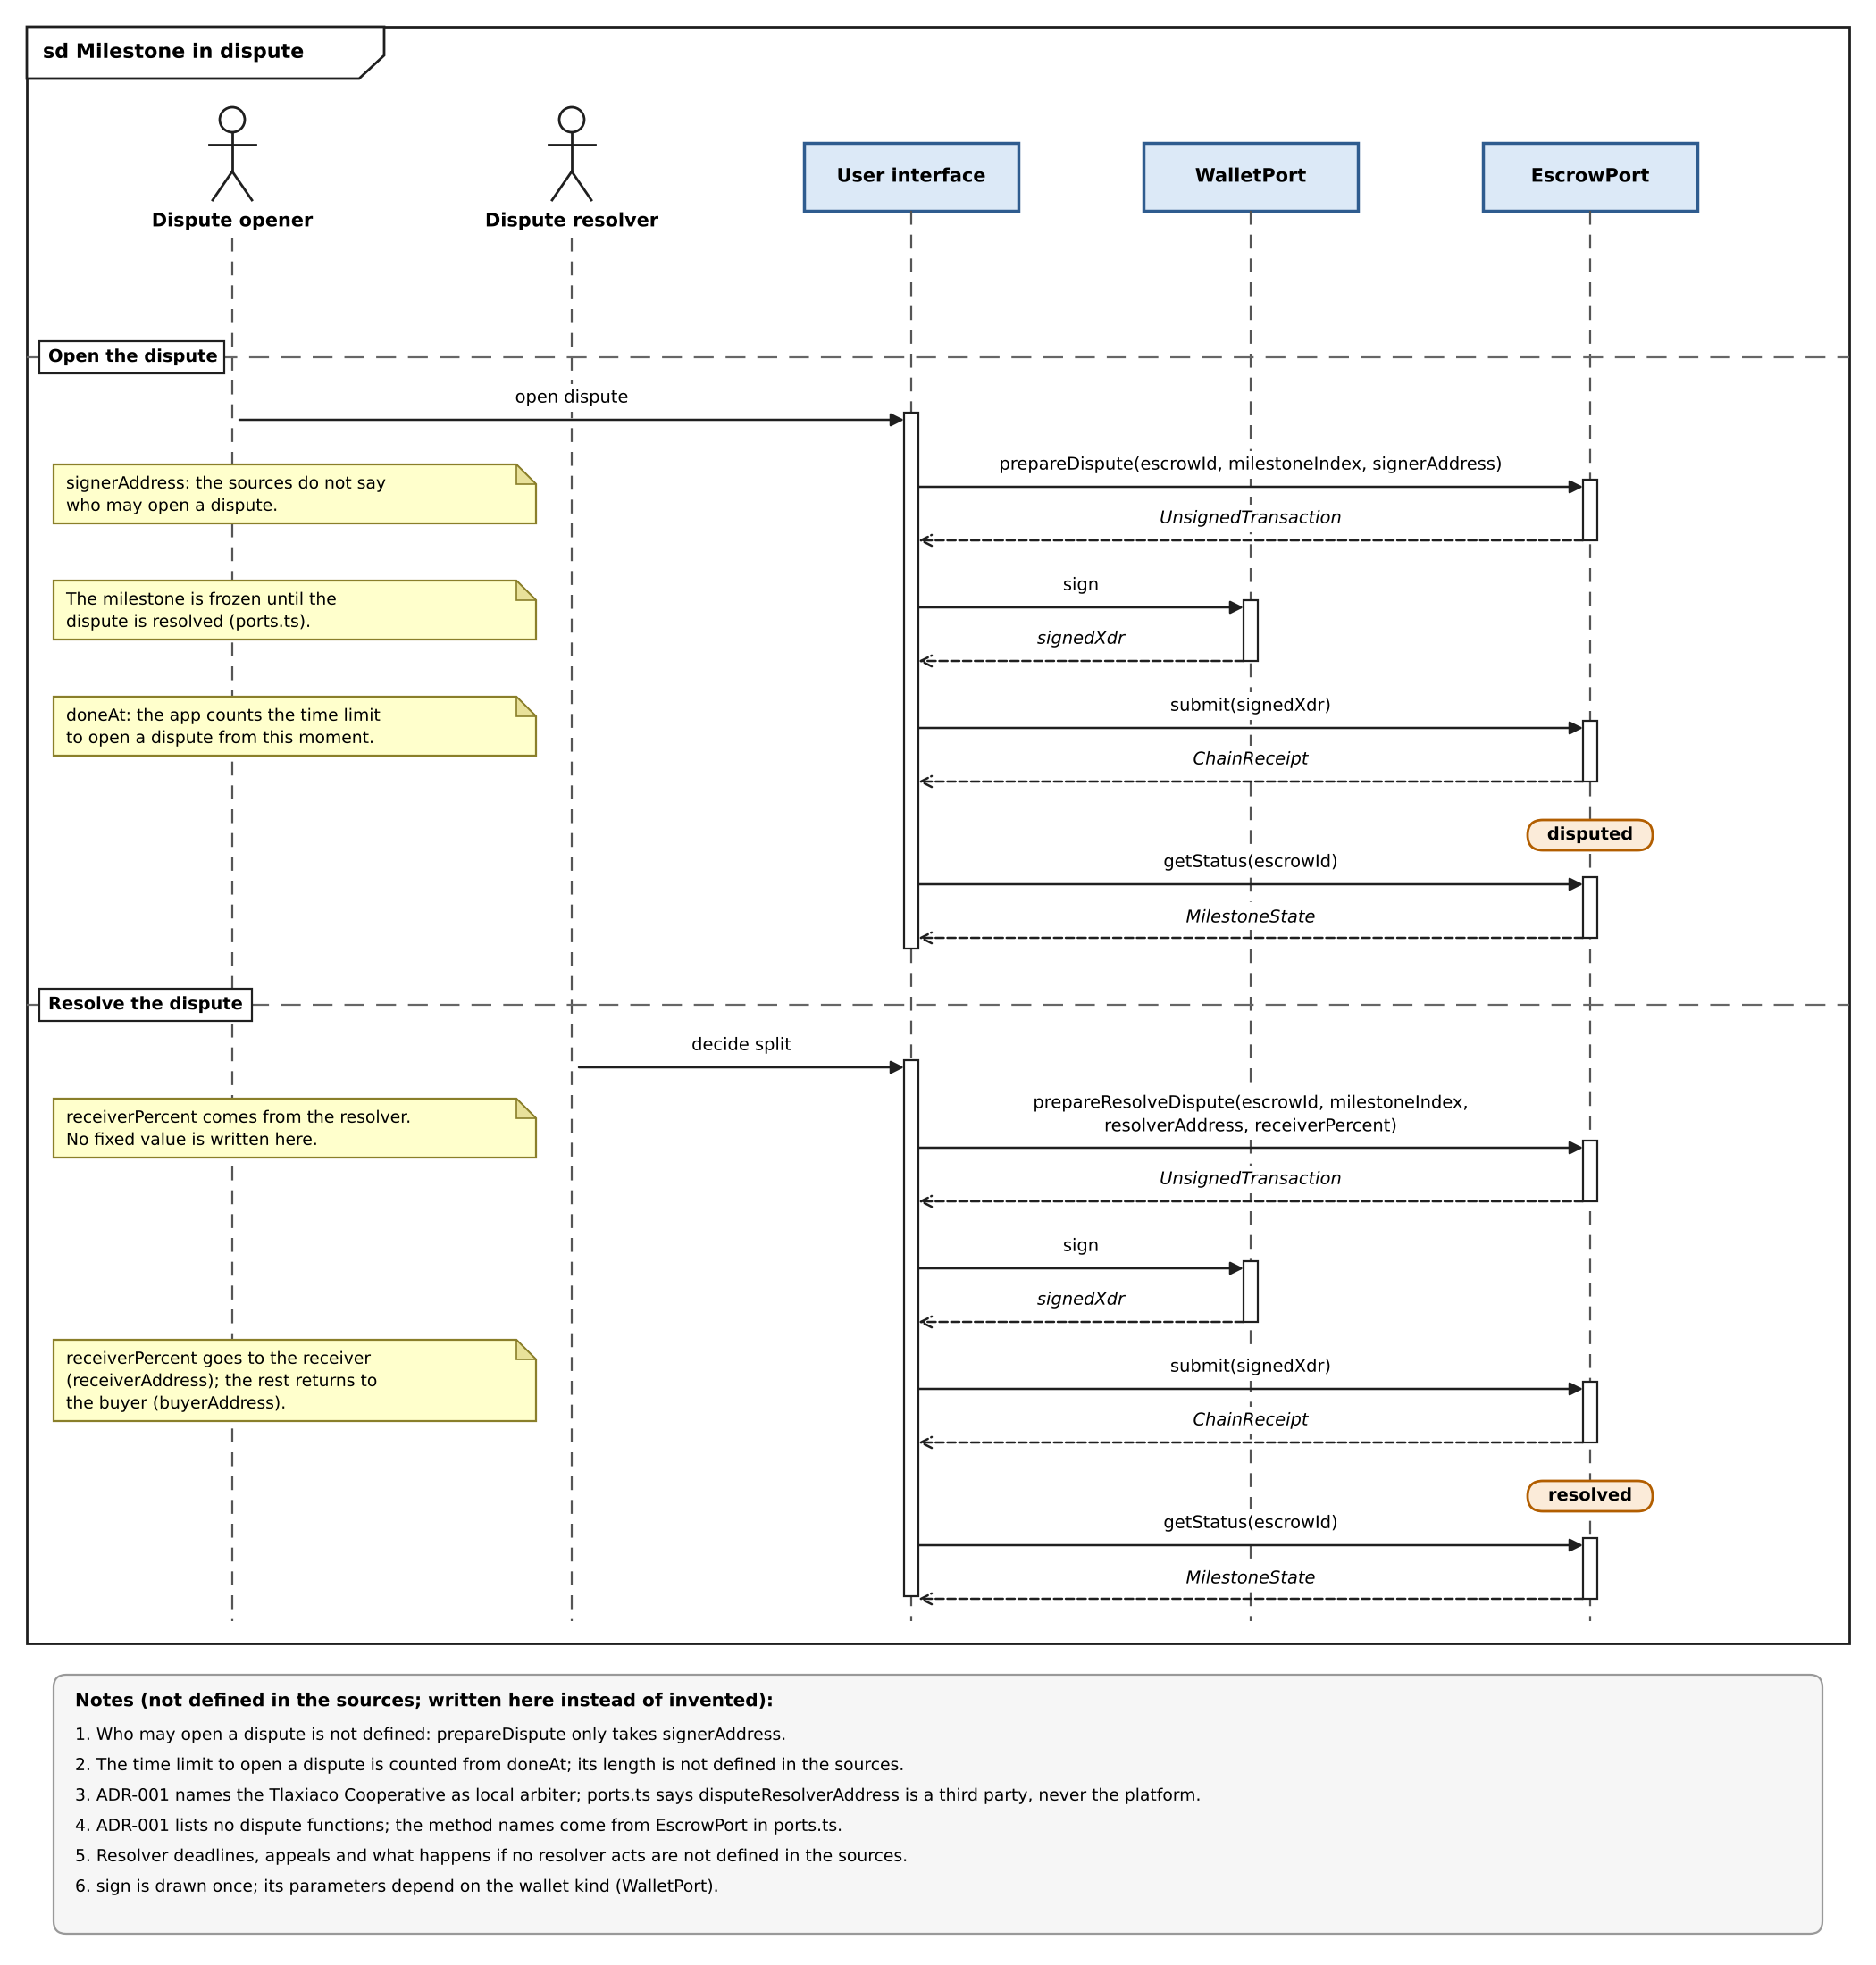 sd Milestone in dispute
Dispute opener
Dispute resolver
User interface
WalletPort
EscrowPort
Open the dispute
open dispute
prepareDispute(escrowId, milestoneIndex, signerAddress)
signerAddress: the sources do not say
who may open a dispute.
UnsignedTransaction
sign
The milestone is frozen until the
dispute is resolved (ports.ts).
signedXdr
submit(signedXdr)
doneAt: the app counts the time limit
to open a dispute from this moment.
ChainReceipt
disputed
getStatus(escrowId)
MilestoneState
Resolve the dispute
decide split
prepareResolveDispute(escrowId, milestoneIndex,
resolverAddress, receiverPercent)
receiverPercent comes from the resolver.
No fixed value is written here.
UnsignedTransaction
sign
signedXdr
receiverPercent goes to the receiver
(receiverAddress); the rest returns to
the buyer (buyerAddress).
submit(signedXdr)
ChainReceipt
resolved
getStatus(escrowId)
MilestoneState
Notes (not defined in the sources; written here instead of invented):
1. Who may open a dispute is not defined: prepareDispute only takes signerAddress.
2. The time limit to open a dispute is counted from doneAt; its length is not defined in the sources.
3. ADR-001 names the Tlaxiaco Cooperative as local arbiter; ports.ts says disputeResolverAddress is a third party, never the platform.
4. ADR-001 lists no dispute functions; the method names come from EscrowPort in ports.ts.
5. Resolver deadlines, appeals and what happens if no resolver acts are not defined in the sources.
6. sign is drawn once; its parameters depend on the wallet kind (WalletPort).